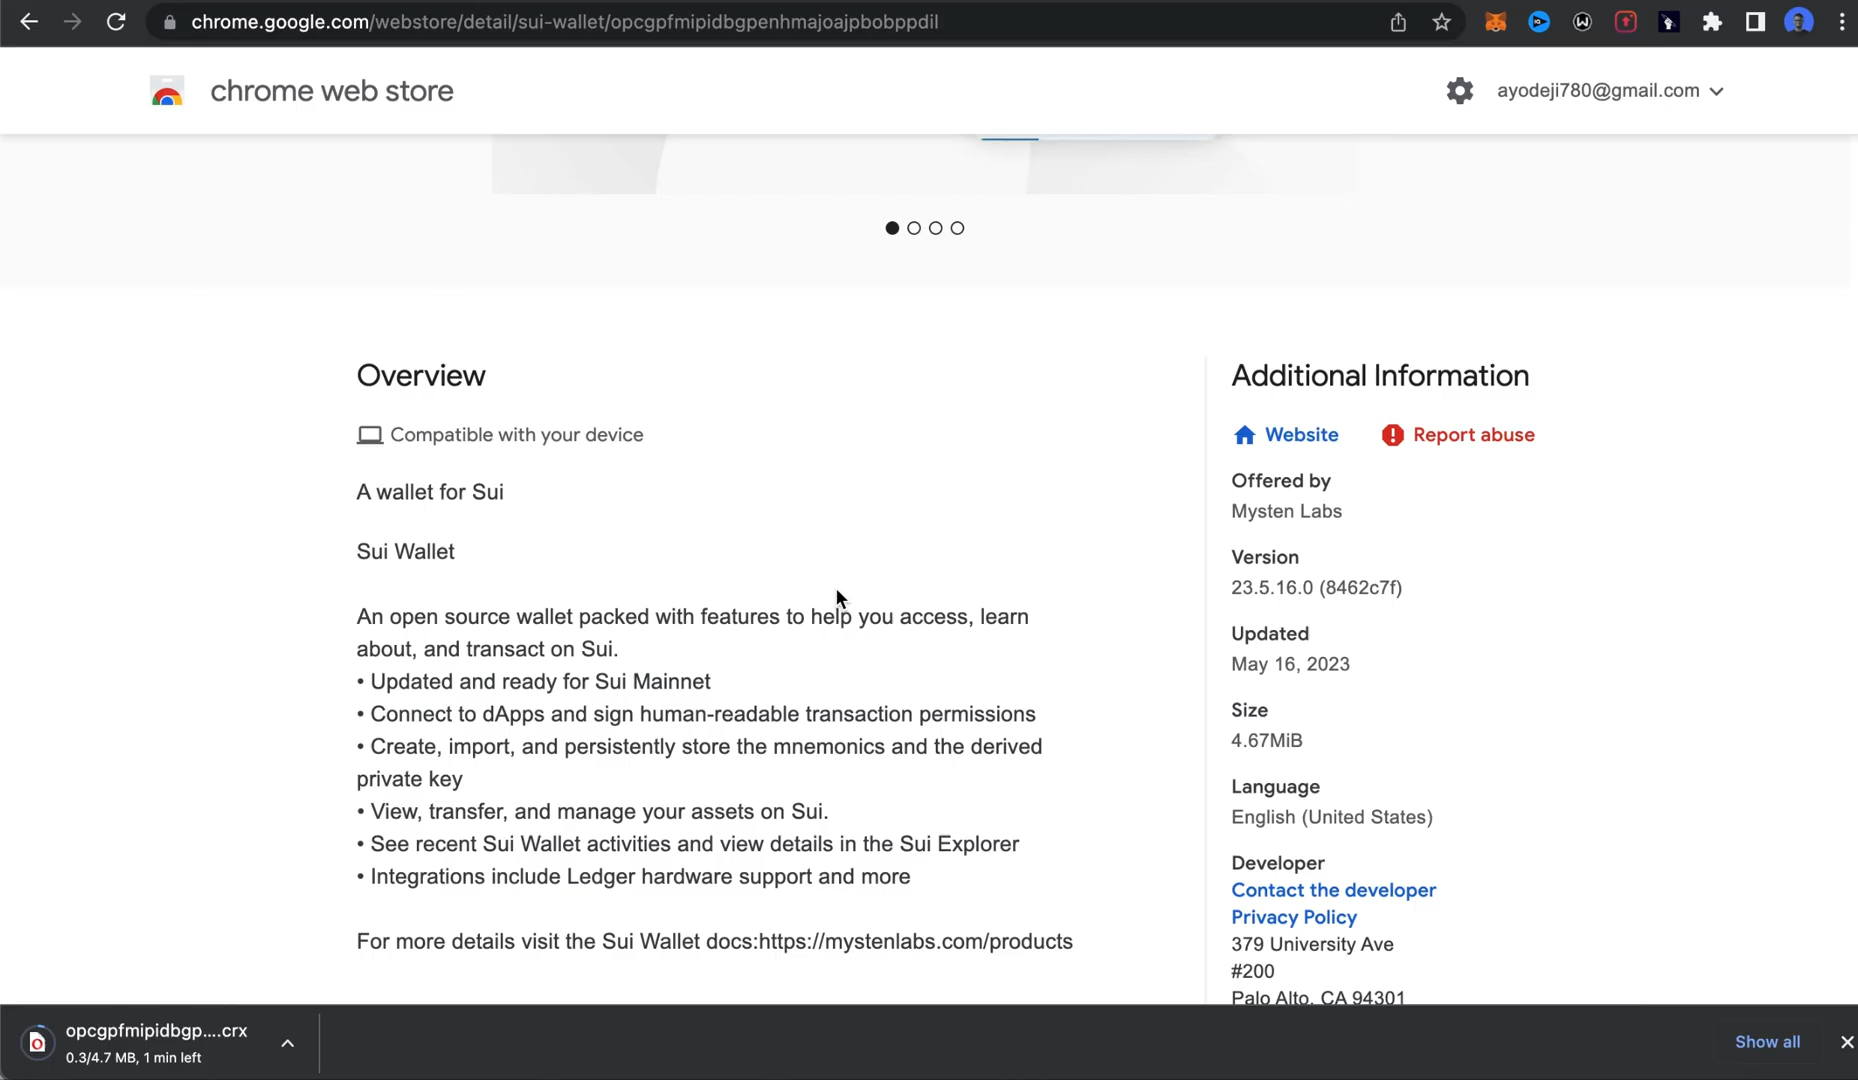 chrome.google.com/webstore/detail/sui-wallet/opcgpfmipidbgpenhmajoajpbobppdil
chrome web store
ayodeji780@gmail.com
Overview
Compatible with your device
A wallet for Sui
Sui Wallet
An open source wallet packed with features to help you access, learn
about, and transact on Sui.
• Updated and ready for Sui Mainnet
• Connect to dApps and sign human-readable transaction permissions
• Create, import, and persistently store the mnemonics and the derived
private key
• View, transfer, and manage your assets on Sui.
• See recent Sui Wallet activities and view details in the Sui Explorer
• Integrations include Ledger hardware support and more
For more details visit the Sui Wallet docs:https://mystenlabs.com/products
Additional Information
Website
Report abuse
Offered by
Mysten Labs
Version
23.5.16.0 (8462c7f)
Updated
May 16, 2023
Size
4.67MiB
Language
English (United States)
Developer
Contact the developer
Privacy Policy
379 University Ave
#200
Palo Alto, CA 94301
opcgpfmipidbgp....crx
0.3/4.7 MB, 1 min left
Show all